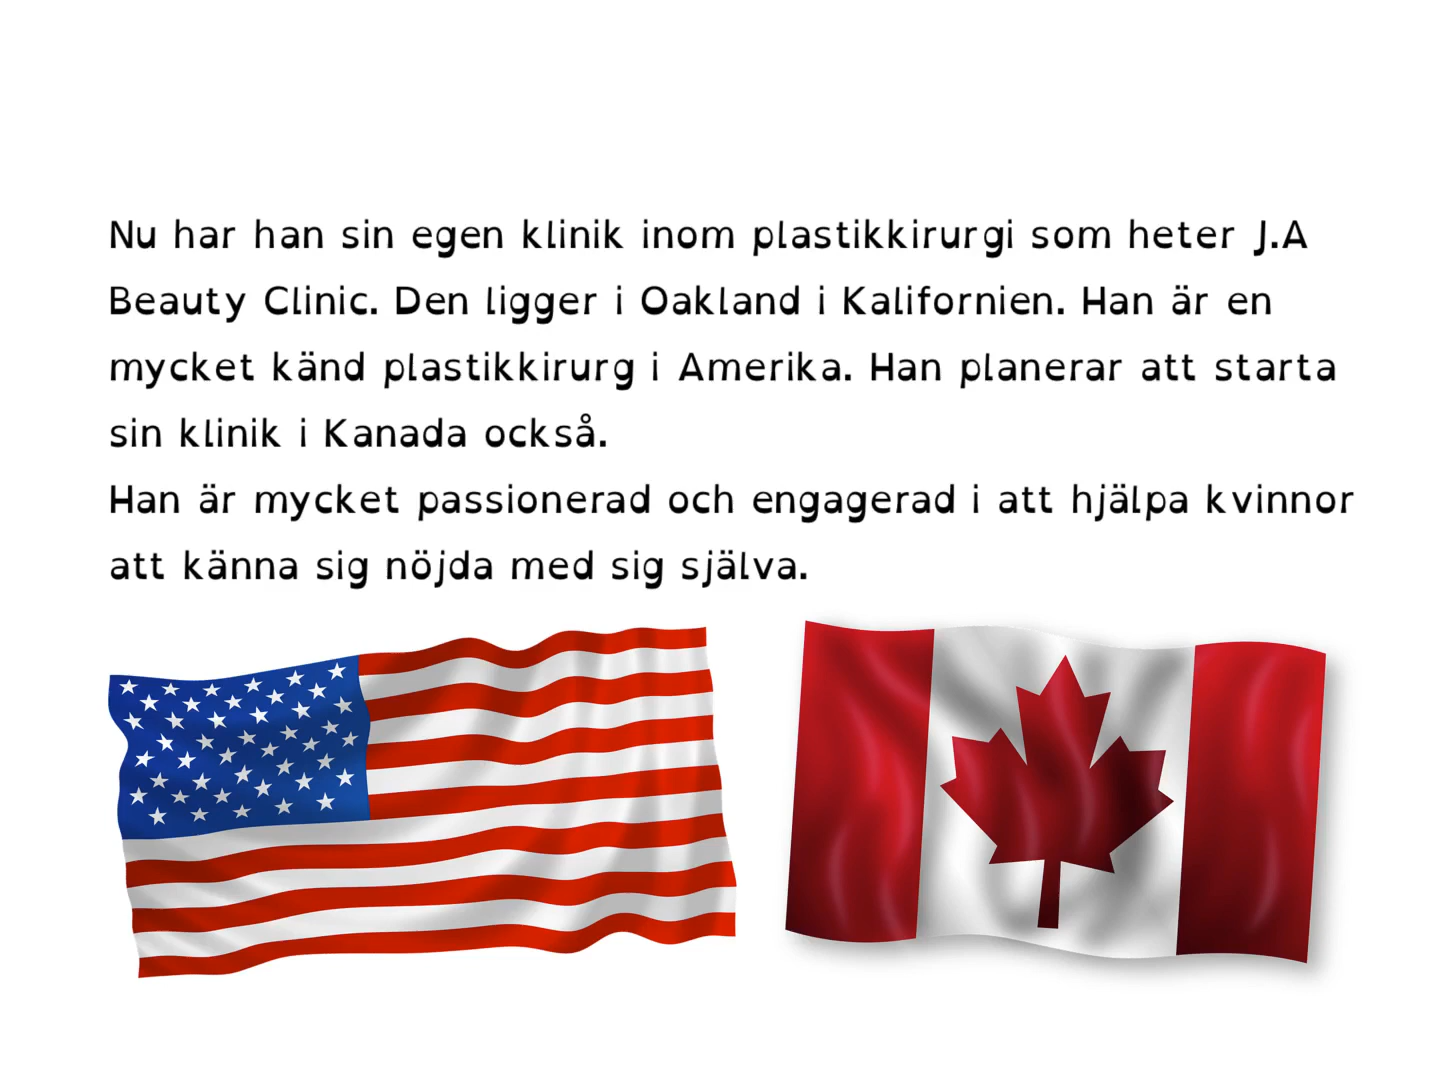 Nu har han sin egen klinik inom plastikkirurgi som heter J.A
Beauty Clinic. Den ligger i Oakland i Kalifornien. Han är en
mycket känd plastikkirurg i Amerika. Han planerar att starta
sin klinik i Kanada också.
Han är mycket passionerad och engagerad i att hjälpa kvinnor
att känna sig nöjda med sig själva.